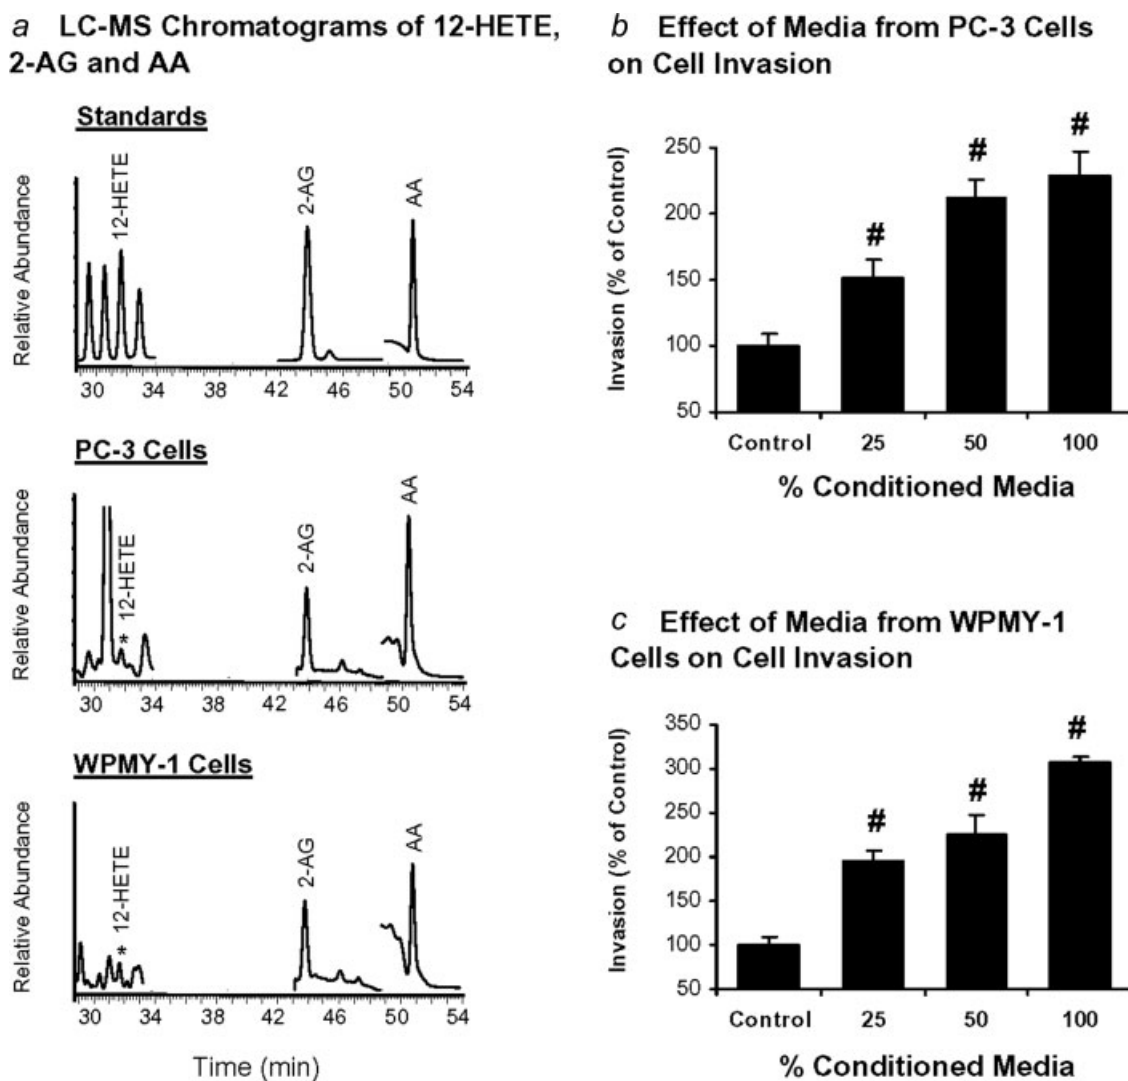 a LC-MS Chromatograms of 12-HETE,
2-AG and AA
Standards
Relative Abundance
12-HETE
2-AG
AA
30 34 38 42 46 50 54
PC-3 Cells
Relative Abundance
* 12-HETE
2-AG
AA
30 34 38 42 46 50 54
WPMY-1 Cells
Relative Abundance
* 12-HETE
2-AG
AA
30 34 38 42 46 50 54
Time (min)
b Effect of Media from PC-3 Cells
on Cell Invasion
Invasion (% of Control)
250
200
150
100
50
# # #
Control 25 50 100
% Conditioned Media
c Effect of Media from WPMY-1
Cells on Cell Invasion
Invasion (% of Control)
350
300
250
200
150
100
50
# # #
Control 25 50 100
% Conditioned Media